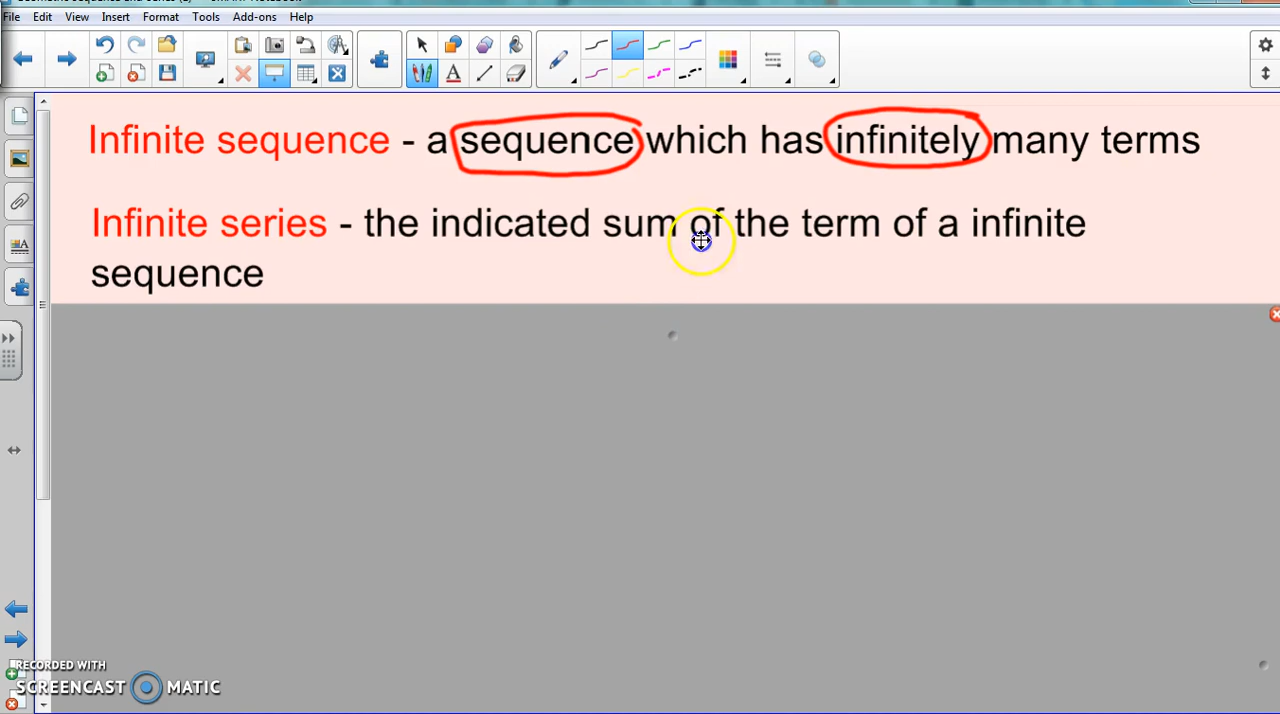 File Edit View Insert Format Tools Add-ons Help
Infinite sequence - a sequence which has infinitely many terms
Infinite series - the indicated sum of the term of a infinite
sequence
RECORDED WITH
SCREENCAST MATIC